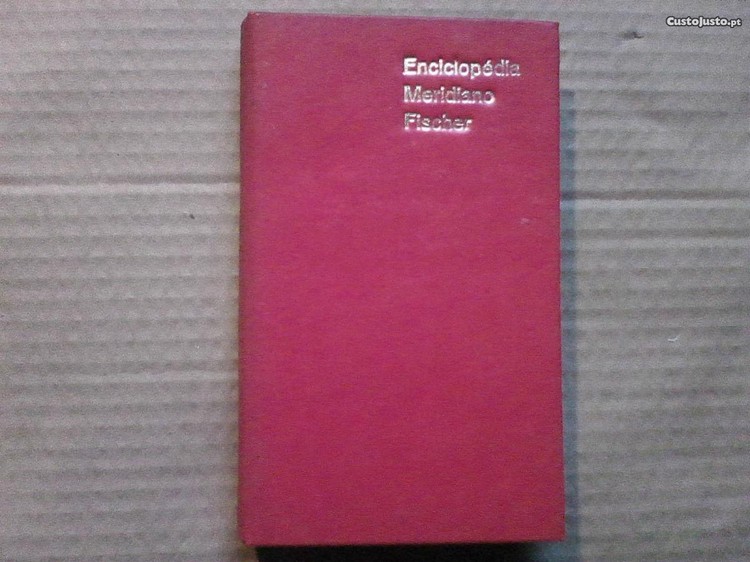 CustoJusto.pt
Enciclopédia
Meridiano
Fischer